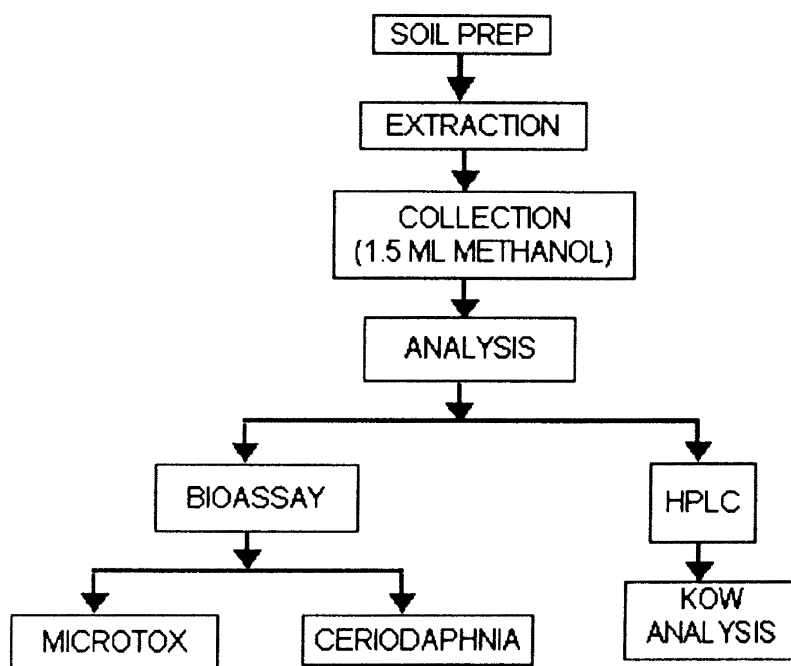 SOIL PREP
EXTRACTION
COLLECTION
(1.5 ML METHANOL)
ANALYSIS
BIOASSAY
HPLC
MICROTOX
CERIODAPHNIA
KOW
ANALYSIS